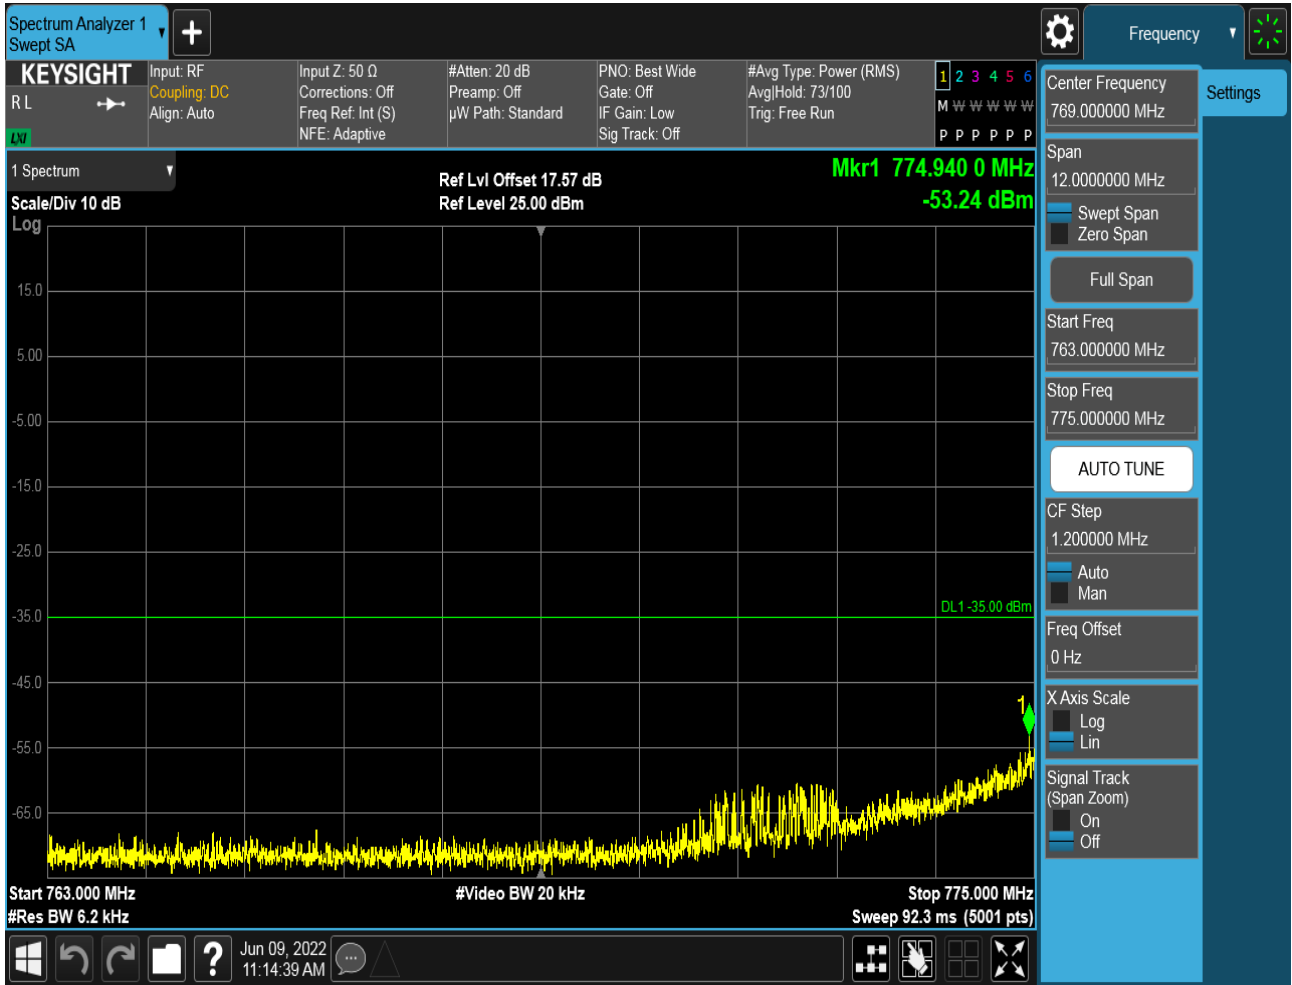 Spectrum Analyzer 1
Swept SA
Frequency
KEYSIGHT
R L
LXI
Input: RF
Coupling: DC
Align: Auto
Input Z: 50 Ω
Corrections: Off
Freq Ref: Int (S)
NFE: Adaptive
#Atten: 20 dB
Preamp: Off
µW Path: Standard
PNO: Best Wide
Gate: Off
IF Gain: Low
Sig Track: Off
#Avg Type: Power (RMS)
Avg|Hold: 73/100
Trig: Free Run
1 2 3 4 5 6
M W W W W W
P P P P P P
1 Spectrum
Scale/Div 10 dB
Log
Ref Lvl Offset 17.57 dB
Ref Level 25.00 dBm
Mkr1 774.940 0 MHz
-53.24 dBm
15.0
5.00
-5.00
-15.0
-25.0
-35.0
-45.0
-55.0
-65.0
DL1 -35.00 dBm
1
Start 763.000 MHz
#Res BW 6.2 kHz
#Video BW 20 kHz
Stop 775.000 MHz
Sweep 92.3 ms (5001 pts)
Center Frequency
769.000000 MHz
Span
12.0000000 MHz
Swept Span
Zero Span
Full Span
Start Freq
763.000000 MHz
Stop Freq
775.000000 MHz
AUTO TUNE
CF Step
1.200000 MHz
Auto
Man
Freq Offset
0 Hz
X Axis Scale
Log
Lin
Signal Track
(Span Zoom)
On
Off
Settings
?
Jun 09, 2022
11:14:39 AM